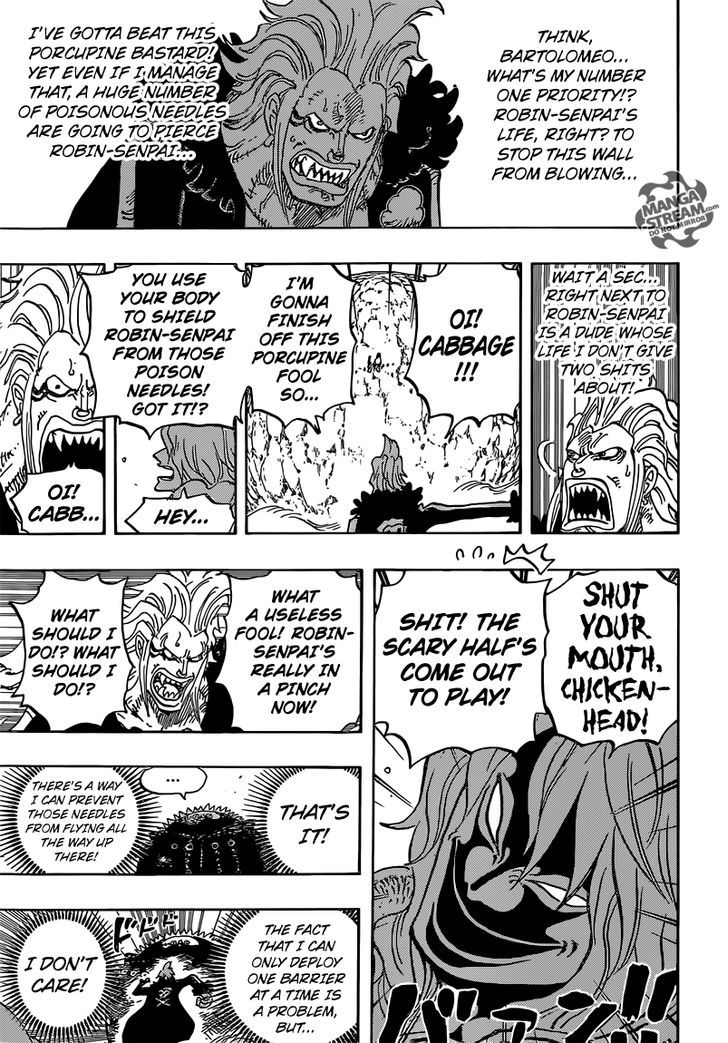 THINK,
BARTOLOMEO...
WHAT'S MY NUMBER
ONE PRIORITY!?
ROBIN-SENPAI'S
LIFE, RIGHT? TO
STOP THIS WALL
FROM BLOWING...
I'VE GOTTA BEAT THIS
PORCUPINE BASTARD!
YET EVEN IF I MANAGE
THAT, A HUGE NUMBER
OF POISONOUS NEEDLES
ARE GOING TO PIERCE
ROBIN-SENPAI...
MANGA
STREAM.com
DO NOT MIRROR
WAIT A SEC...
RIGHT NEXT TO
ROBIN-SENPAI
IS A DUDE WHOSE
LIFE I DON'T GIVE
TWO SHITS
ABOUT!
OI!
CABBAGE
!!!
I'M
GONNA
FINISH
OFF THIS
PORCUPINE
FOOL
SO...
YOU USE
YOUR BODY
TO SHIELD
ROBIN-SENPAI
FROM THOSE
POISON
NEEDLES!
GOT IT!?
HEY...
OI!
CABB...
SHUT
YOUR
MOUTH,
CHICKEN-
HEAD!
SHIT! THE
SCARY HALF'S
COME OUT
TO PLAY!
WHAT
A USELESS
FOOL! ROBIN-
SENPAI'S
REALLY IN
A PINCH
NOW!
WHAT
SHOULD I
DO!? WHAT
SHOULD I
DO!?
THAT'S
IT!
...
THERE'S A WAY
I CAN PREVENT
THOSE NEEDLES
FROM FLYING ALL
THE WAY UP
THERE!
THE FACT
THAT I CAN
ONLY DEPLOY
ONE BARRIER
AT A TIME IS A
PROBLEM,
BUT...
ドドド
I DON'T
CARE!